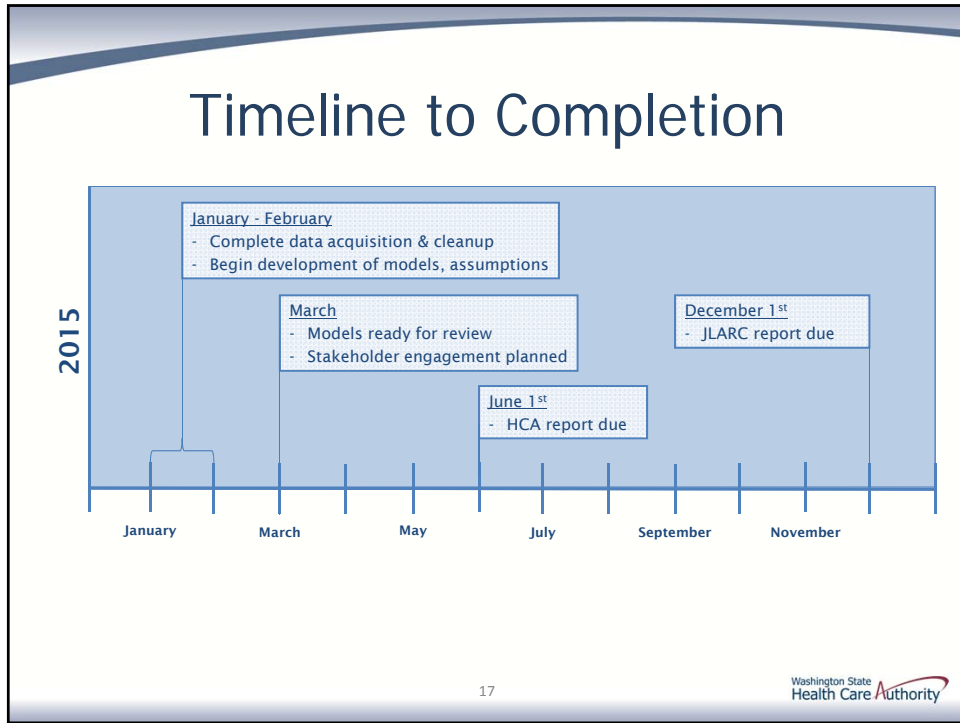 Timeline to Completion
2015
January - February
- Complete data acquisition & cleanup
- Begin development of models, assumptions
March
- Models ready for review
- Stakeholder engagement planned
December 1st
- JLARC report due
June 1st
- HCA report due
January March May July September November
17
Washington State
Health Care Authority